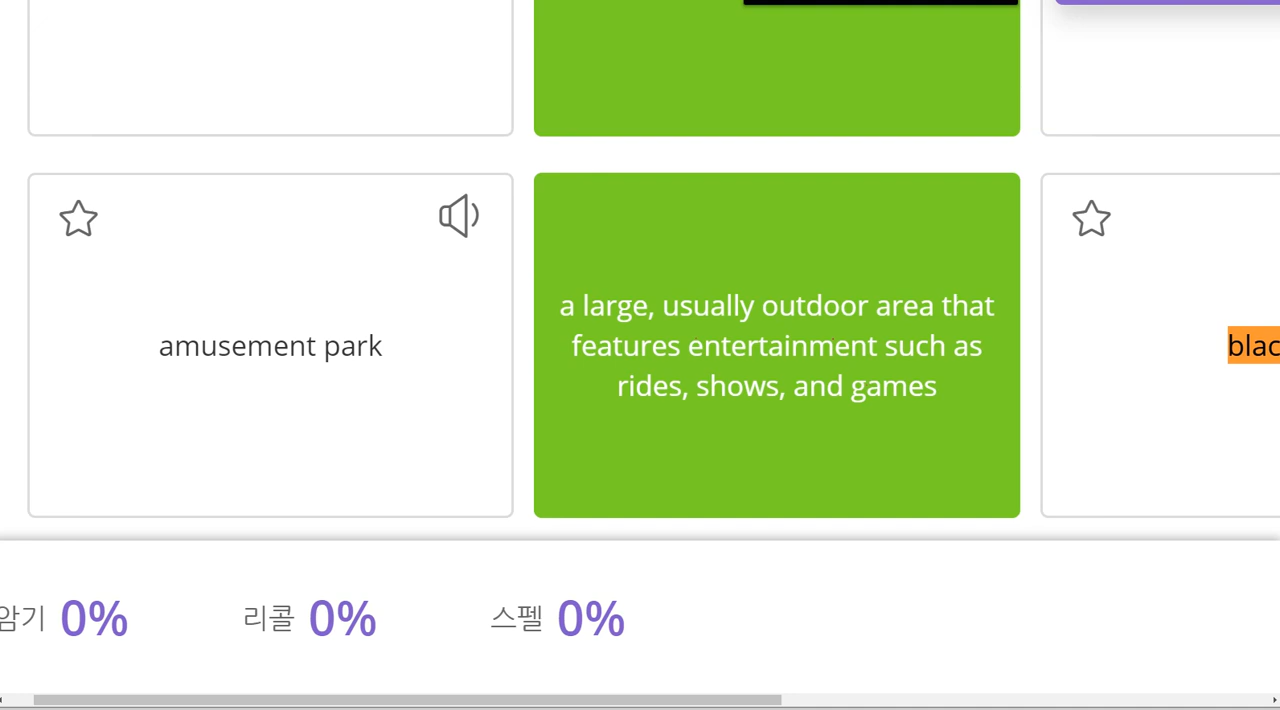 amusement park
a large, usually outdoor area that
features entertainment such as
rides, shows, and games
blac
암기 0%
리콜 0%
스펠 0%